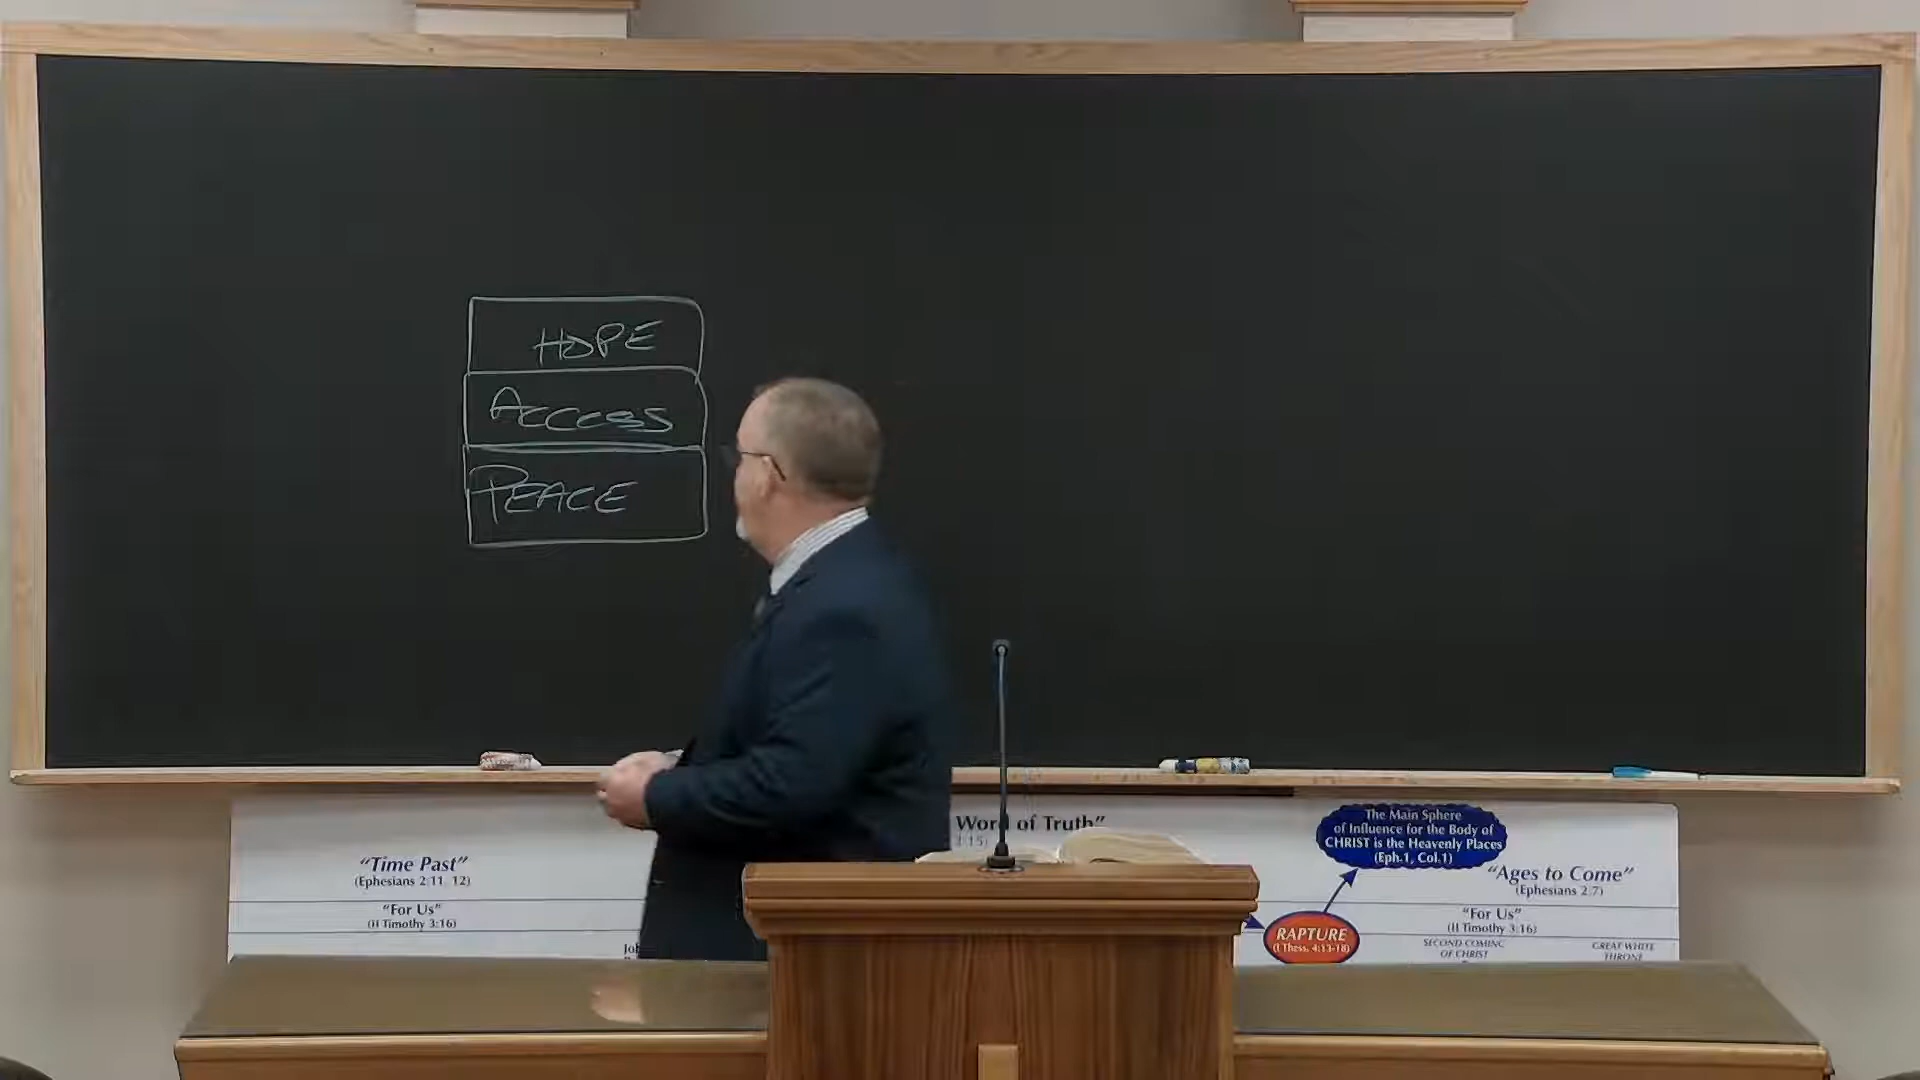 HOPE
ACCESS
PEACE
Word of Truth”
2:15)
“Time Past”
(Ephesians 2:11 12)
“For Us”
(II Timothy 3:16)
The Main Sphere
of Influence for the Body of
CHRIST is the Heavenly Places
(Eph.1, Col.1)
“Ages to Come”
(Ephesians 2:7)
“For Us”
(II Timothy 3:16)
RAPTURE
(I Thess. 4:13-18)
SECOND COMING
OF CHRIST
GREAT WHITE
THRONE